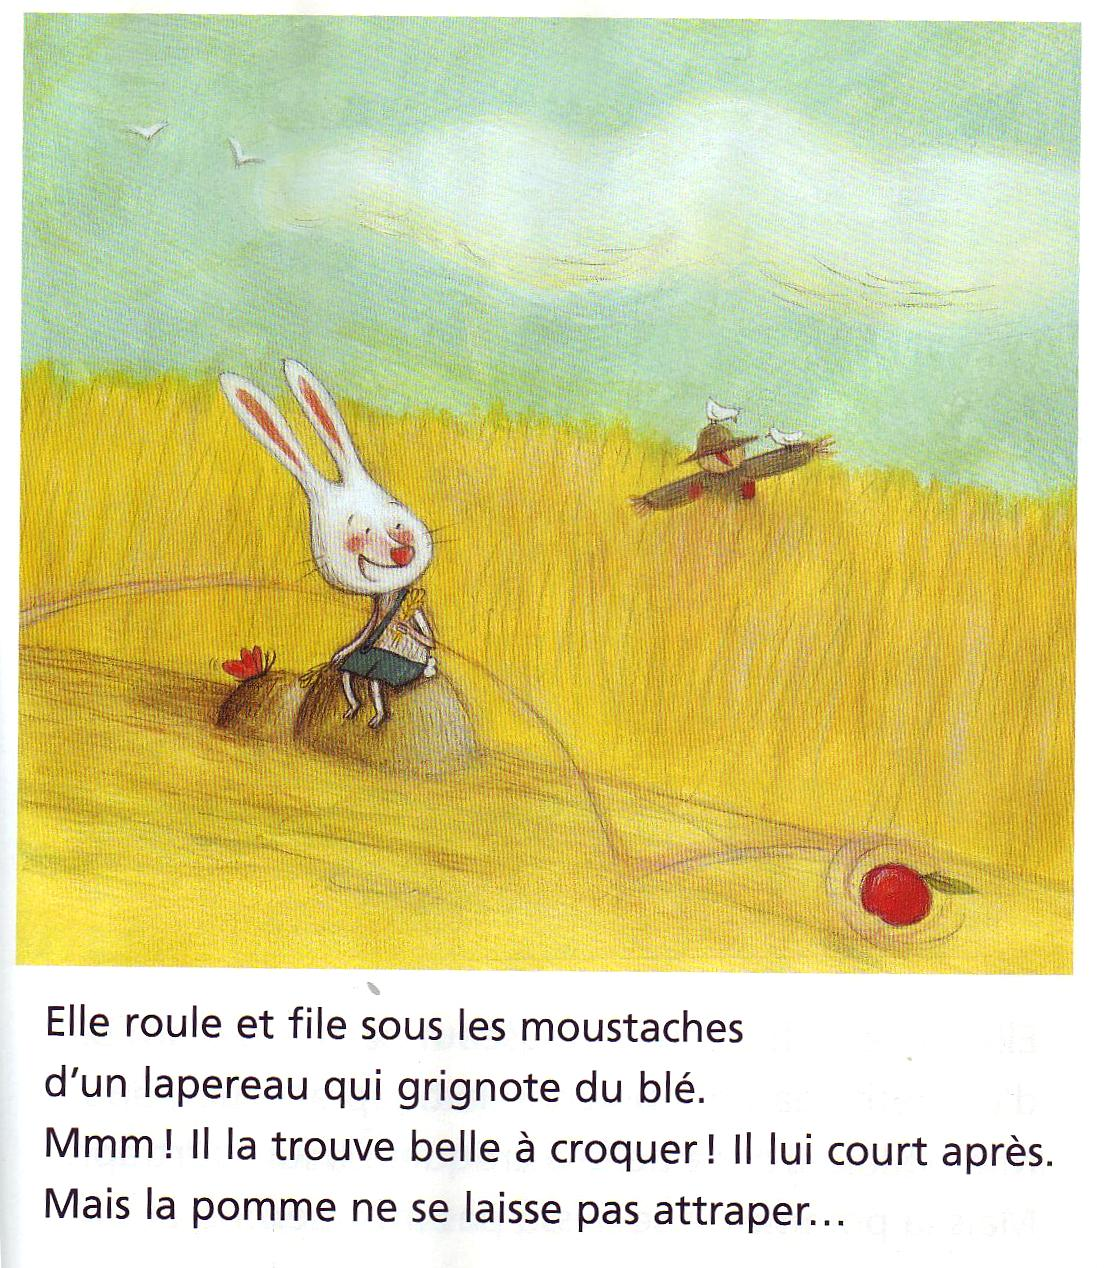 Elle roule et file sous les moustaches
d'un lapereau qui grignote du blé.
Mmm ! Il la trouve belle à croquer ! Il lui court après.
Mais la pomme ne se laisse pas attraper...